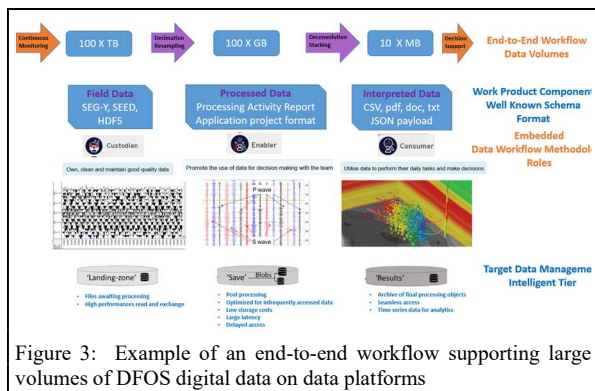 Continuous
Monitoring
100 X TB
Decimation
Resampling
100 X GB
Deconvolution
Stacking
10 X MB
Decision
Support
End-to-End Workflow
Data Volumes
Field Data
SEG-Y, SEED,
HDF5
Processed Data
Processing Activity Report
Application project format
Interpreted Data
CSV, pdf, doc, txt
JSON payload
Work Product Component
Well Known Schema
Format
Custodian
Enabler
Consumer
Embedded
Data Workflow Methodolo
Roles
Own, clean and maintain good quality data
Promote the use of data for decision making with the team
Utilise data to perform their daily tasks and make decisions
P wave
S wave
'Landing-zone'
'Save'
Blobs
'Results'
Target Data Manageme
Intelligent Tier
• Files awaiting processing
• High performances read and exchange
• Post processing
• Optimized for infrequently accessed data
• Low storage costs
• Large latency
• Delayed access
• Archive of final processing objects
• Seamless access
• Time series data for analytics
Figure 3: Example of an end-to-end workflow supporting large
volumes of DFOS digital data on data platforms